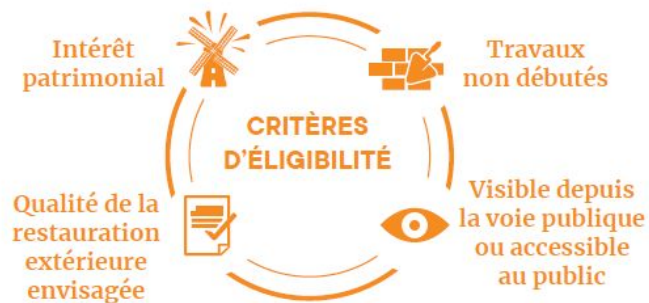 Intérêt
patrimonial
Travaux
non débutés
CRITÈRES
D'ÉLIGIBILITÉ
Qualité de la
restauration
extérieure
envisagée
Visible depuis
la voie publique
ou accessible
au public